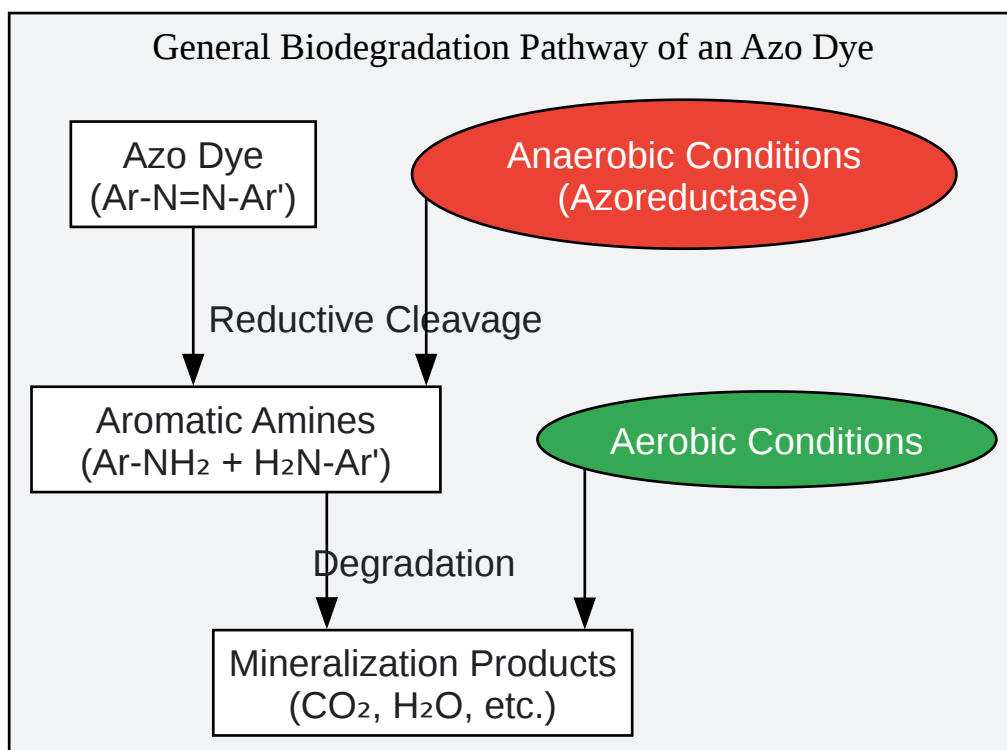 General Biodegradation Pathway of an Azo Dye
Azo Dye
(Ar-N=N-Ar')
Anaerobic Conditions
(Azoreductase)
Reductive Cleavage
Aromatic Amines
(Ar-NH₂ + H₂N-Ar')
Aerobic Conditions
Degradation
Mineralization Products
(CO₂, H₂O, etc.)